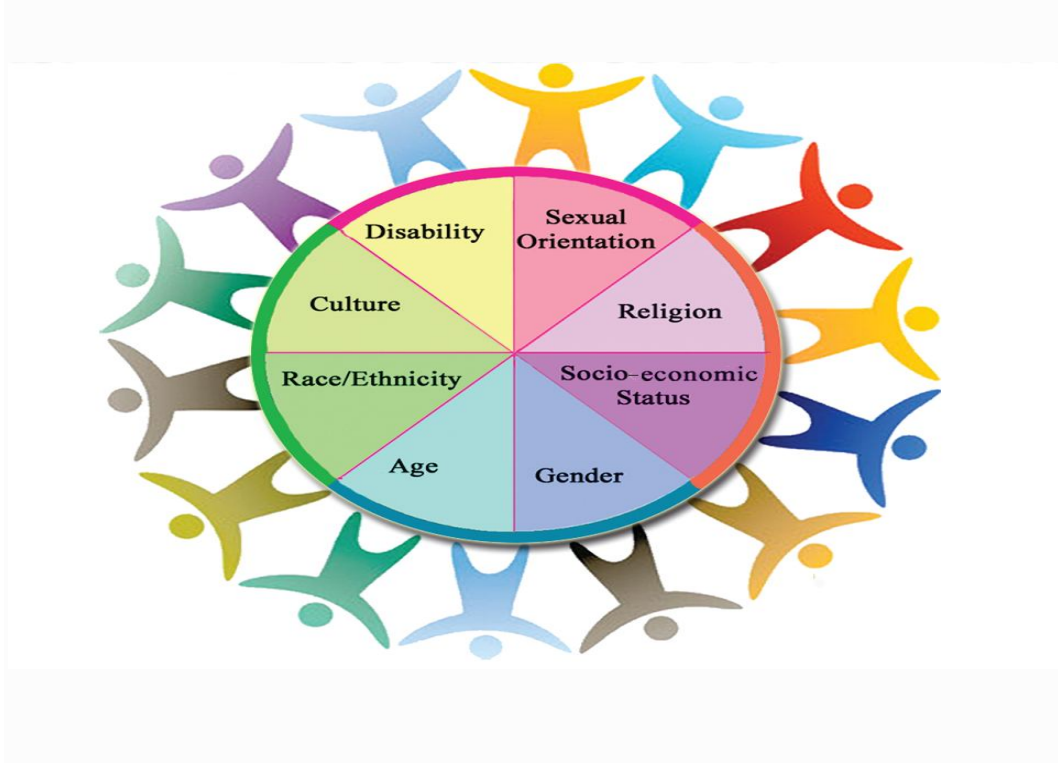 Disability
Sexual
Orientation
Culture
Religion
Race/Ethnicity
Socio-economic
Status
Age
Gender